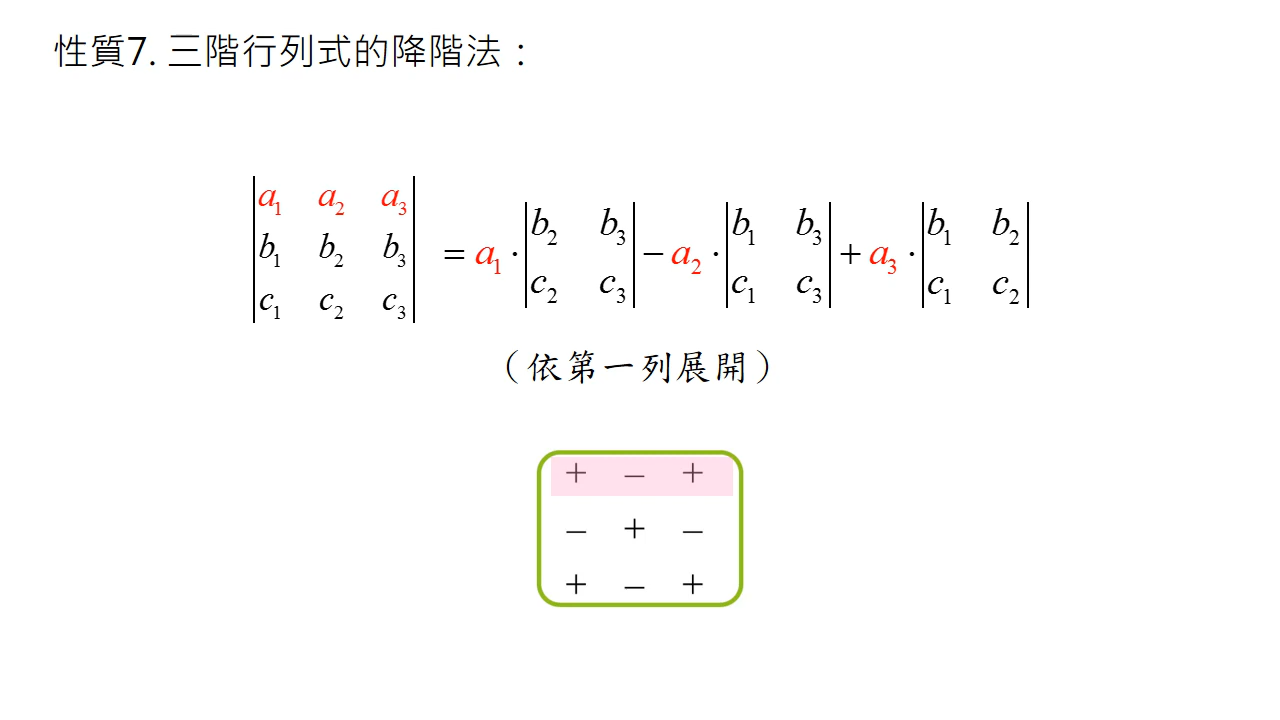 性質7. 三階行列式的降階法：
| a₁ a₂ a₃ |
| b₁ b₂ b₃ | = a₁ · | b₂ b₃ | − a₂ · | b₁ b₃ | + a₃ · | b₁ b₂ |
| c₁ c₂ c₃ | | c₂ c₃ | | c₁ c₃ | | c₁ c₂ |
（依第一列展開）
+ − +
− + −
+ − +